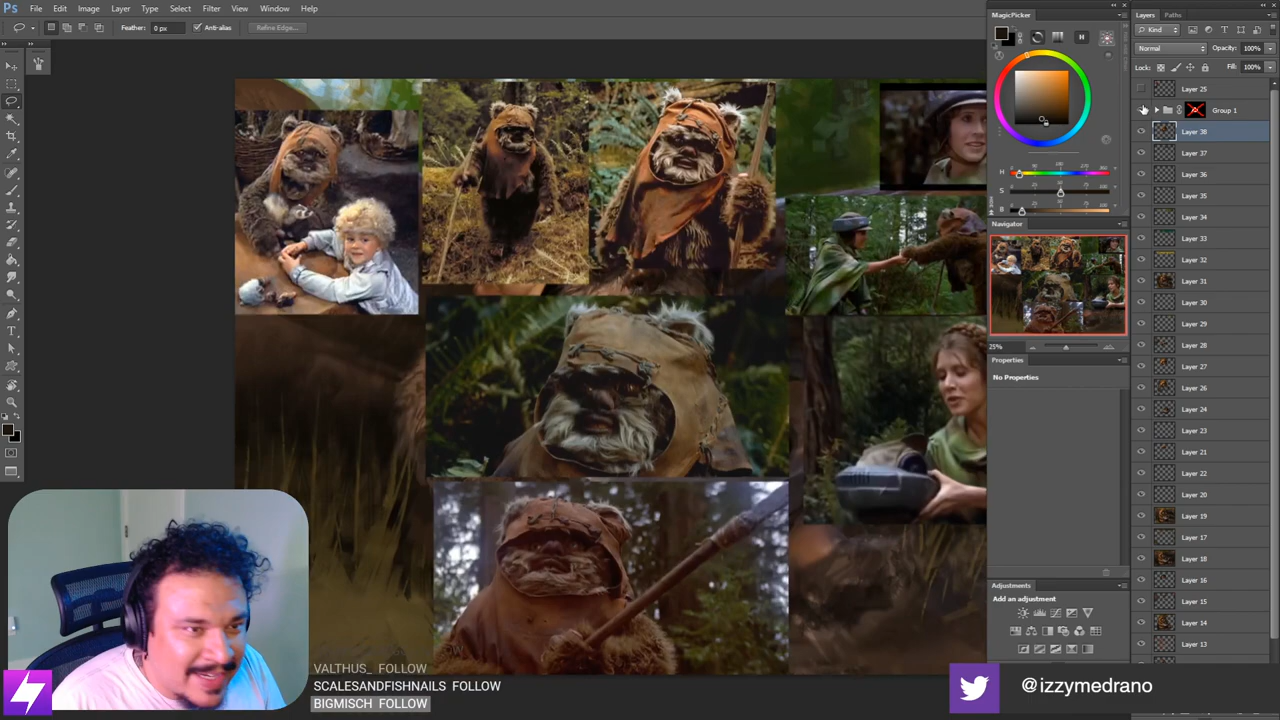 Ps File Edit Image Layer Type Select Filter View Window Help
Feather: 0 px Anti-alias Refine Edge...
MagicPicker
H
H
S
B
Navigator
25%
Properties
No Properties
Adjustments
Add an adjustment
Layers Paths
Kind
Normal Opacity: 100%
Lock: Fill: 100%
Layer 25
Group 1
Layer 38
Layer 37
Layer 36
Layer 35
Layer 34
Layer 33
Layer 32
Layer 31
Layer 30
Layer 29
Layer 28
Layer 27
Layer 26
Layer 24
Layer 23
Layer 21
Layer 22
Layer 20
Layer 19
Layer 17
Layer 18
Layer 16
Layer 15
Layer 14
Layer 13
VALTHUS_ FOLLOW
SCALESANDFISHNAILS FOLLOW
BIGMISCH FOLLOW
@izzymedrano